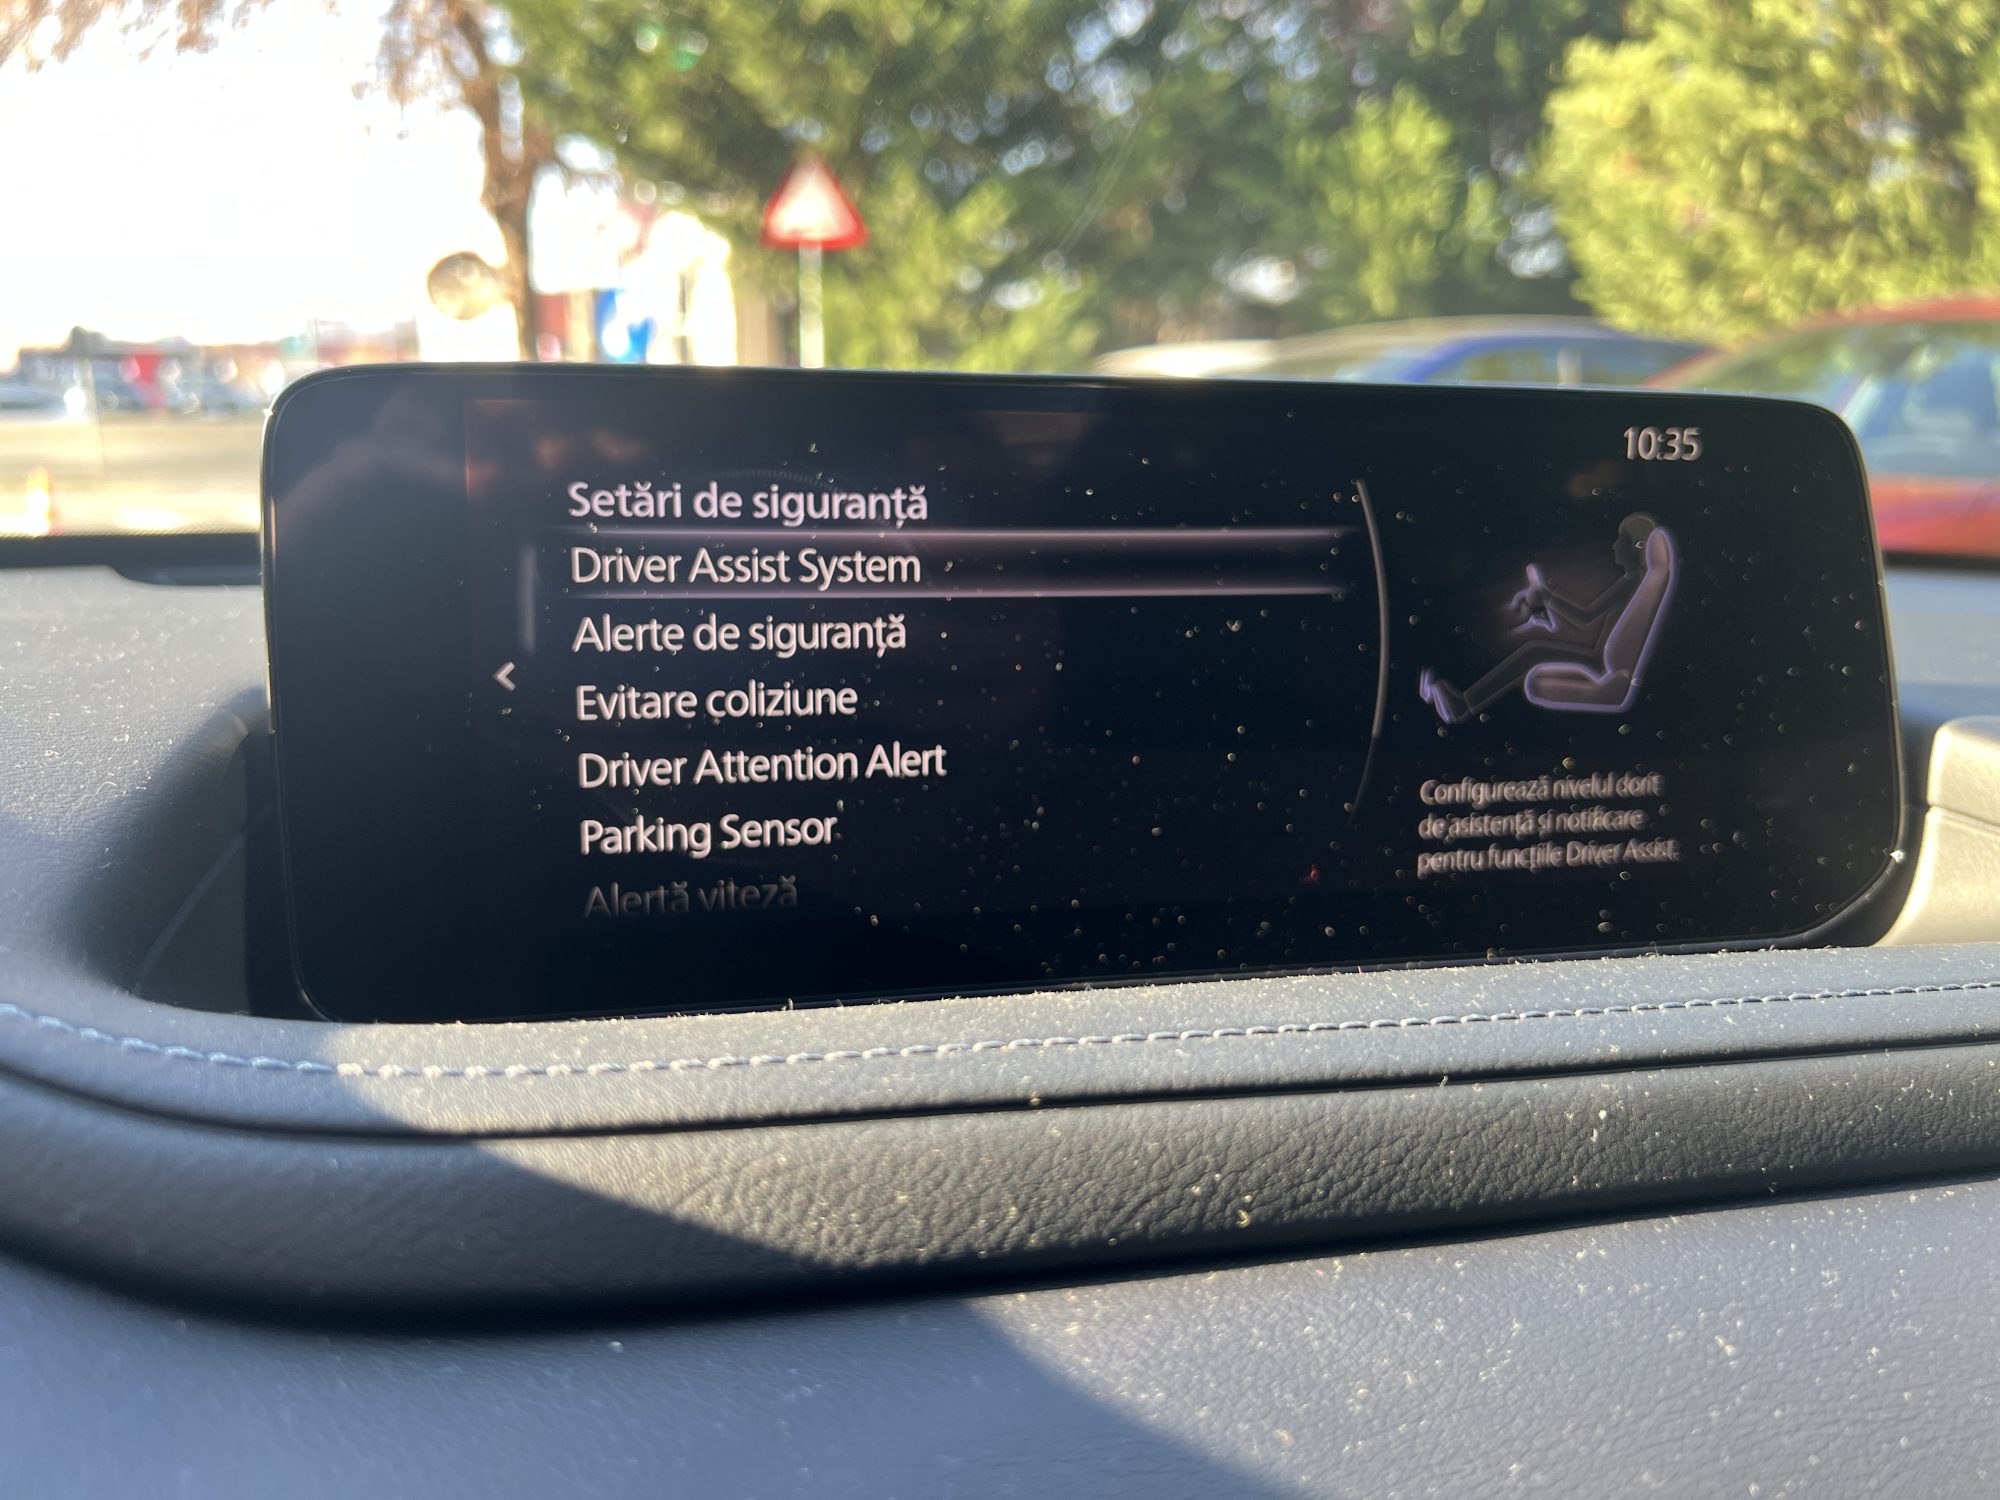 10:35
Setări de siguranță
Driver Assist System
Alerte de siguranță
Evitare coliziune
Driver Attention Alert
Parking Sensor
Alertă viteză
Configurează nivelul dorit
de asistență și notificare
pentru funcțiile Driver Assist.